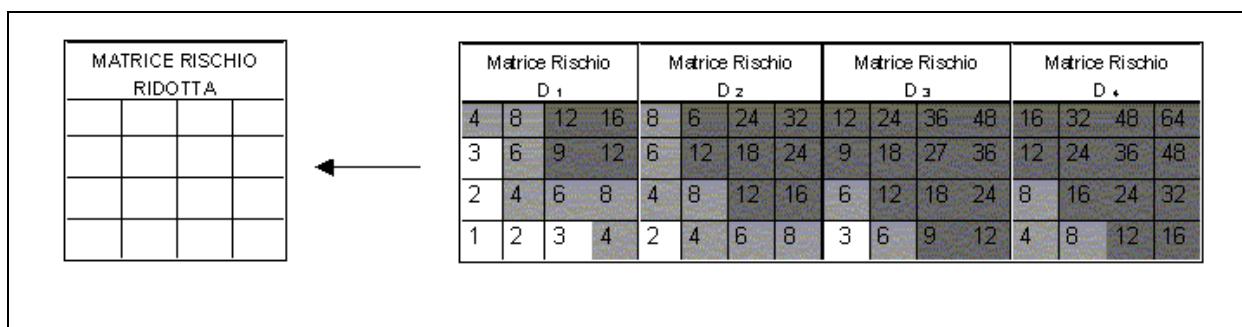 MATRICE RISCHIO
RIDOTTA
Matrice Rischio Matrice Rischio Matrice Rischio Matrice Rischio
D 1 D 2 D 3 D 4
4 8 12 16 8 6 24 32 12 24 36 48 16 32 48 64
3 6 9 12 6 12 18 24 9 18 27 36 12 24 36 48
2 4 6 8 4 8 12 16 6 12 18 24 8 16 24 32
1 2 3 4 2 4 6 8 3 6 9 12 4 8 12 16